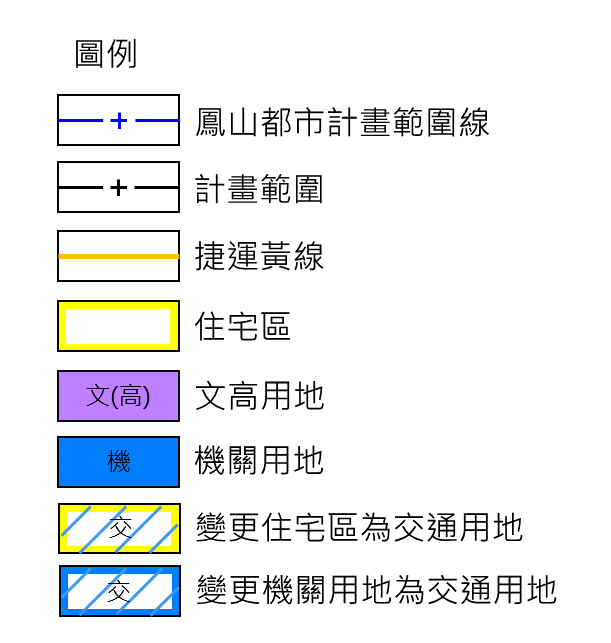 圖例
鳳山都市計畫範圍線
計畫範圍
捷運黃線
住宅區
文(高) 文高用地
機 機關用地
交 變更住宅區為交通用地
交 變更機關用地為交通用地